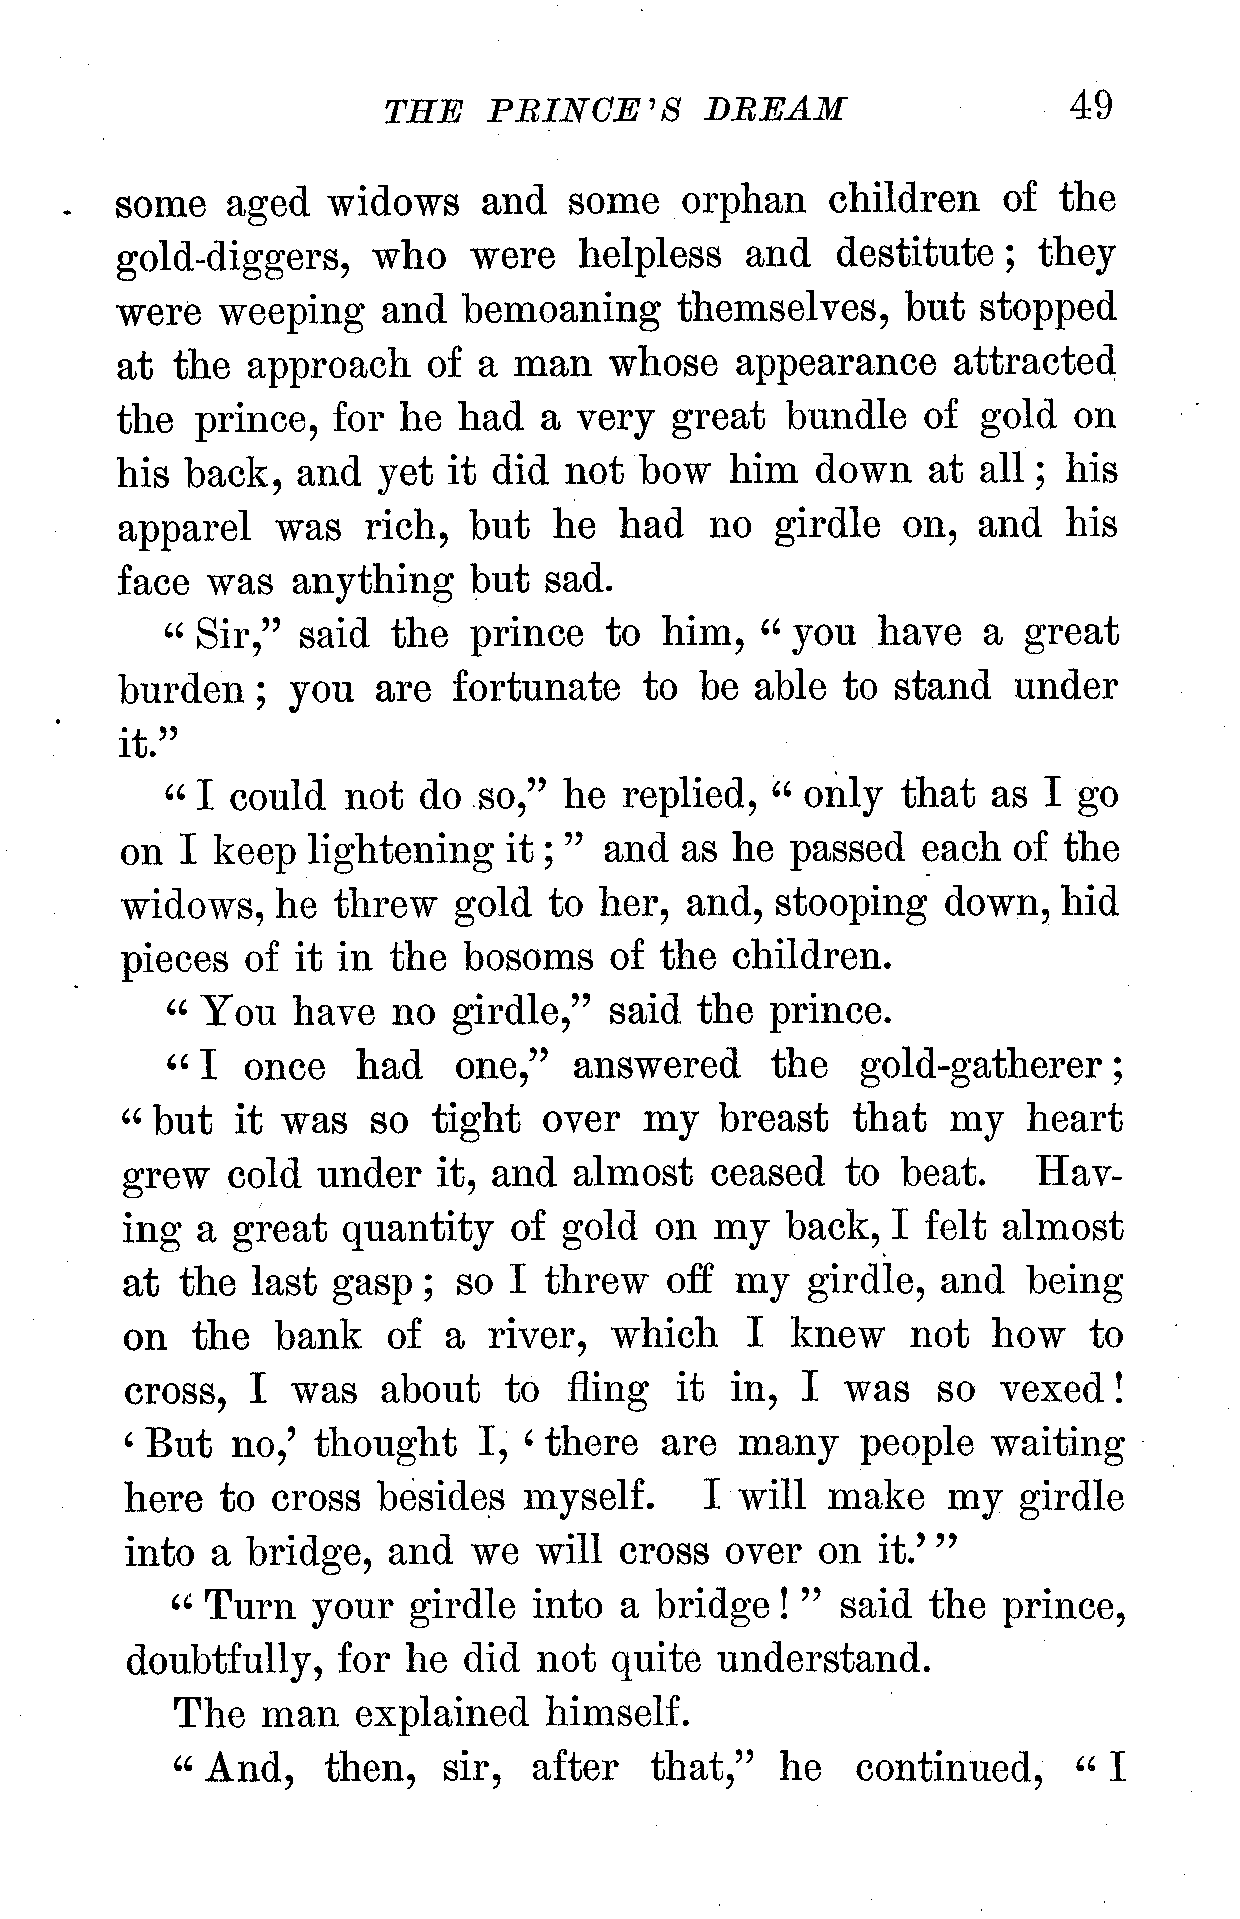 THE PRINCE'S DREAM 49
some aged widows and some orphan children of the
gold-diggers, who were helpless and destitute; they
were weeping and bemoaning themselves, but stopped
at the approach of a man whose appearance attracted
the prince, for he had a very great bundle of gold on
his back, and yet it did not bow him down at all; his
apparel was rich, but he had no girdle on, and his
face was anything but sad.
"Sir," said the prince to him, "you have a great
burden; you are fortunate to be able to stand under
it."
"I could not do so," he replied, "only that as I go
on I keep lightening it;" and as he passed each of the
widows, he threw gold to her, and, stooping down, hid
pieces of it in the bosoms of the children.
"You have no girdle," said the prince.
"I once had one," answered the gold-gatherer;
"but it was so tight over my breast that my heart
grew cold under it, and almost ceased to beat. Hav-
ing a great quantity of gold on my back, I felt almost
at the last gasp; so I threw off my girdle, and being
on the bank of a river, which I knew not how to
cross, I was about to fling it in, I was so vexed!
'But no,' thought I, 'there are many people waiting
here to cross besides myself. I will make my girdle
into a bridge, and we will cross over on it.'"
"Turn your girdle into a bridge!" said the prince,
doubtfully, for he did not quite understand.
The man explained himself.
"And, then, sir, after that," he continued, "I